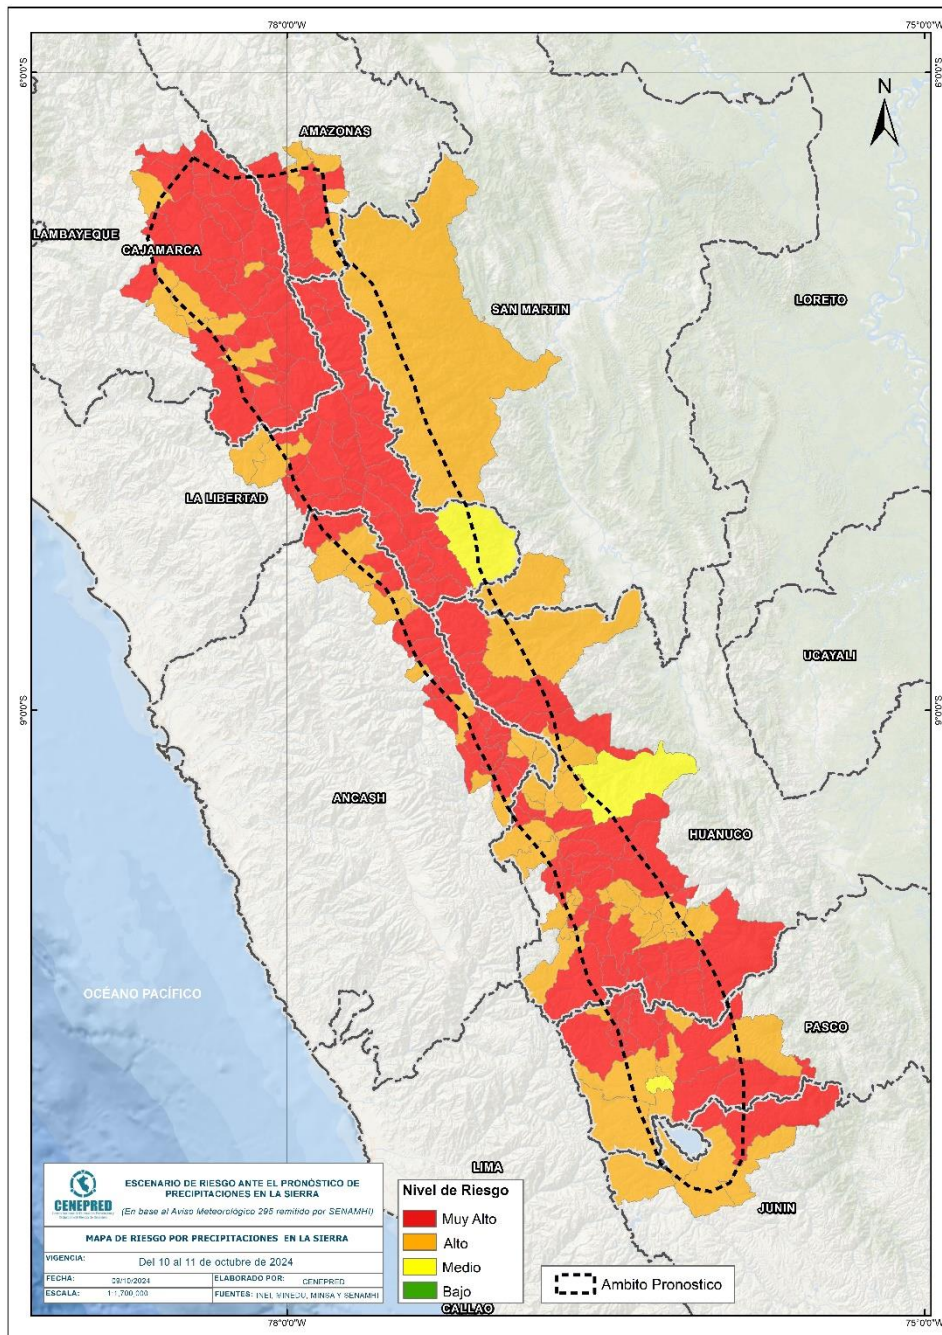 78°0'0"W
75°0'0"W
6°0'0"S
6°0'0"S
N
AMAZONAS
LAMBAYEQUE
CAJAMARCA
SAN MARTIN
LORETO
LA LIBERTAD
UCAYALI
9°0'0"S
9°0'0"S
ANCASH
HUANUCO
OCÉANO PACÍFICO
PASCO
LIMA
JUNIN
CALLAO
CENEPRED
ESCENARIO DE RIESGO ANTE EL PRONÓSTICO DE
PRECIPITACIONES EN LA SIERRA
(En base al Aviso Meteorológico 295 remitido por SENAMHI)
MAPA DE RIESGO POR PRECIPITACIONES EN LA SIERRA
VIGENCIA: Del 10 al 11 de octubre de 2024
FECHA: 09/10/2024 ELABORADO POR: CENEPRED
ESCALA: 1:1,700,000 FUENTES: INEI, MINEDU, MINSA Y SENAMHI
Nivel de Riesgo
Muy Alto
Alto
Medio
Bajo
Ambito Pronostico
78°0'0"W
75°0'0"W